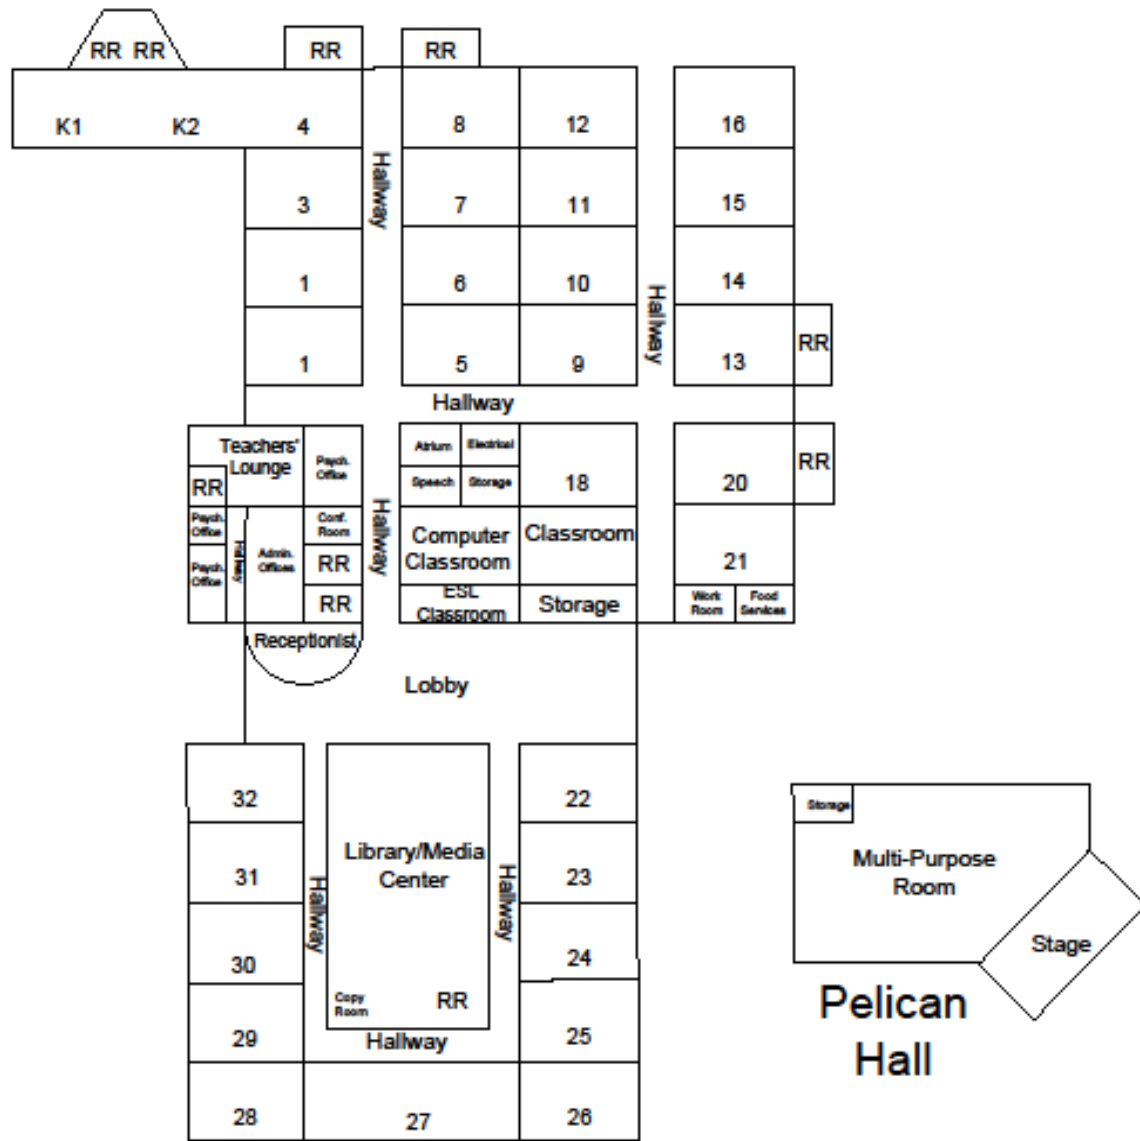 RR RR
RR
RR
K1
K2
4
8
12
16
Hallway
3
7
11
15
1
6
10
14
Hallway
1
5
9
13
RR
Hallway
Teachers'
Lounge
Psych.
Office
Atrium
Electrical
RR
Speech
Storage
18
20
RR
Psych.
Office
Hallway
Admin.
Offices
Conf.
Room
Hallway
Computer
Classroom
Classroom
21
Psych.
Office
RR
RR
ESL
Classroom
Storage
Work
Room
Food
Services
Receptionist
Lobby
32
22
31
Library/Media
Center
23
Hallway
Hallway
30
24
Copy
Room
RR
29
Hallway
25
28
27
26
Storage
Multi-Purpose
Room
Stage
Pelican
Hall